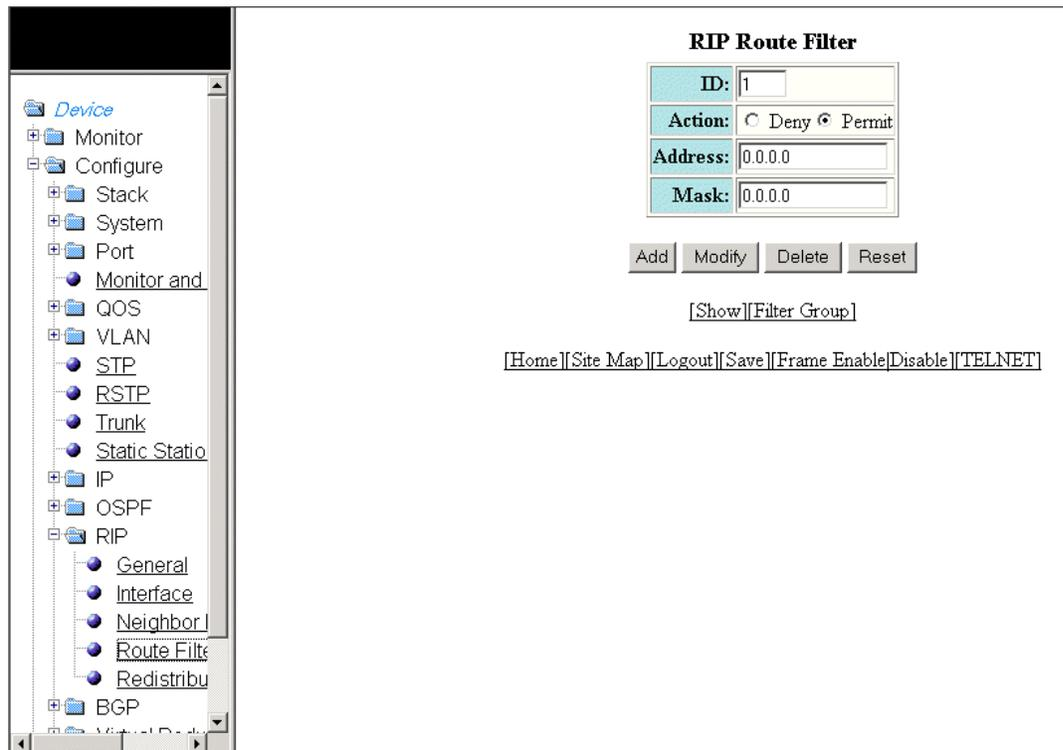 Device
Monitor
Configure
Stack
System
Port
Monitor and
QOS
VLAN
STP
RSTP
Trunk
Static Statio
IP
OSPF
RIP
General
Interface
Neighbor
Route Filte
Redistribu
BGP
RIP Route Filter
ID: 1
Action: Deny Permit
Address: 0.0.0.0
Mask: 0.0.0.0
Add Modify Delete Reset
[Show][Filter Group]
[Home][Site Map][Logout][Save][Frame Enable|Disable][TELNET]